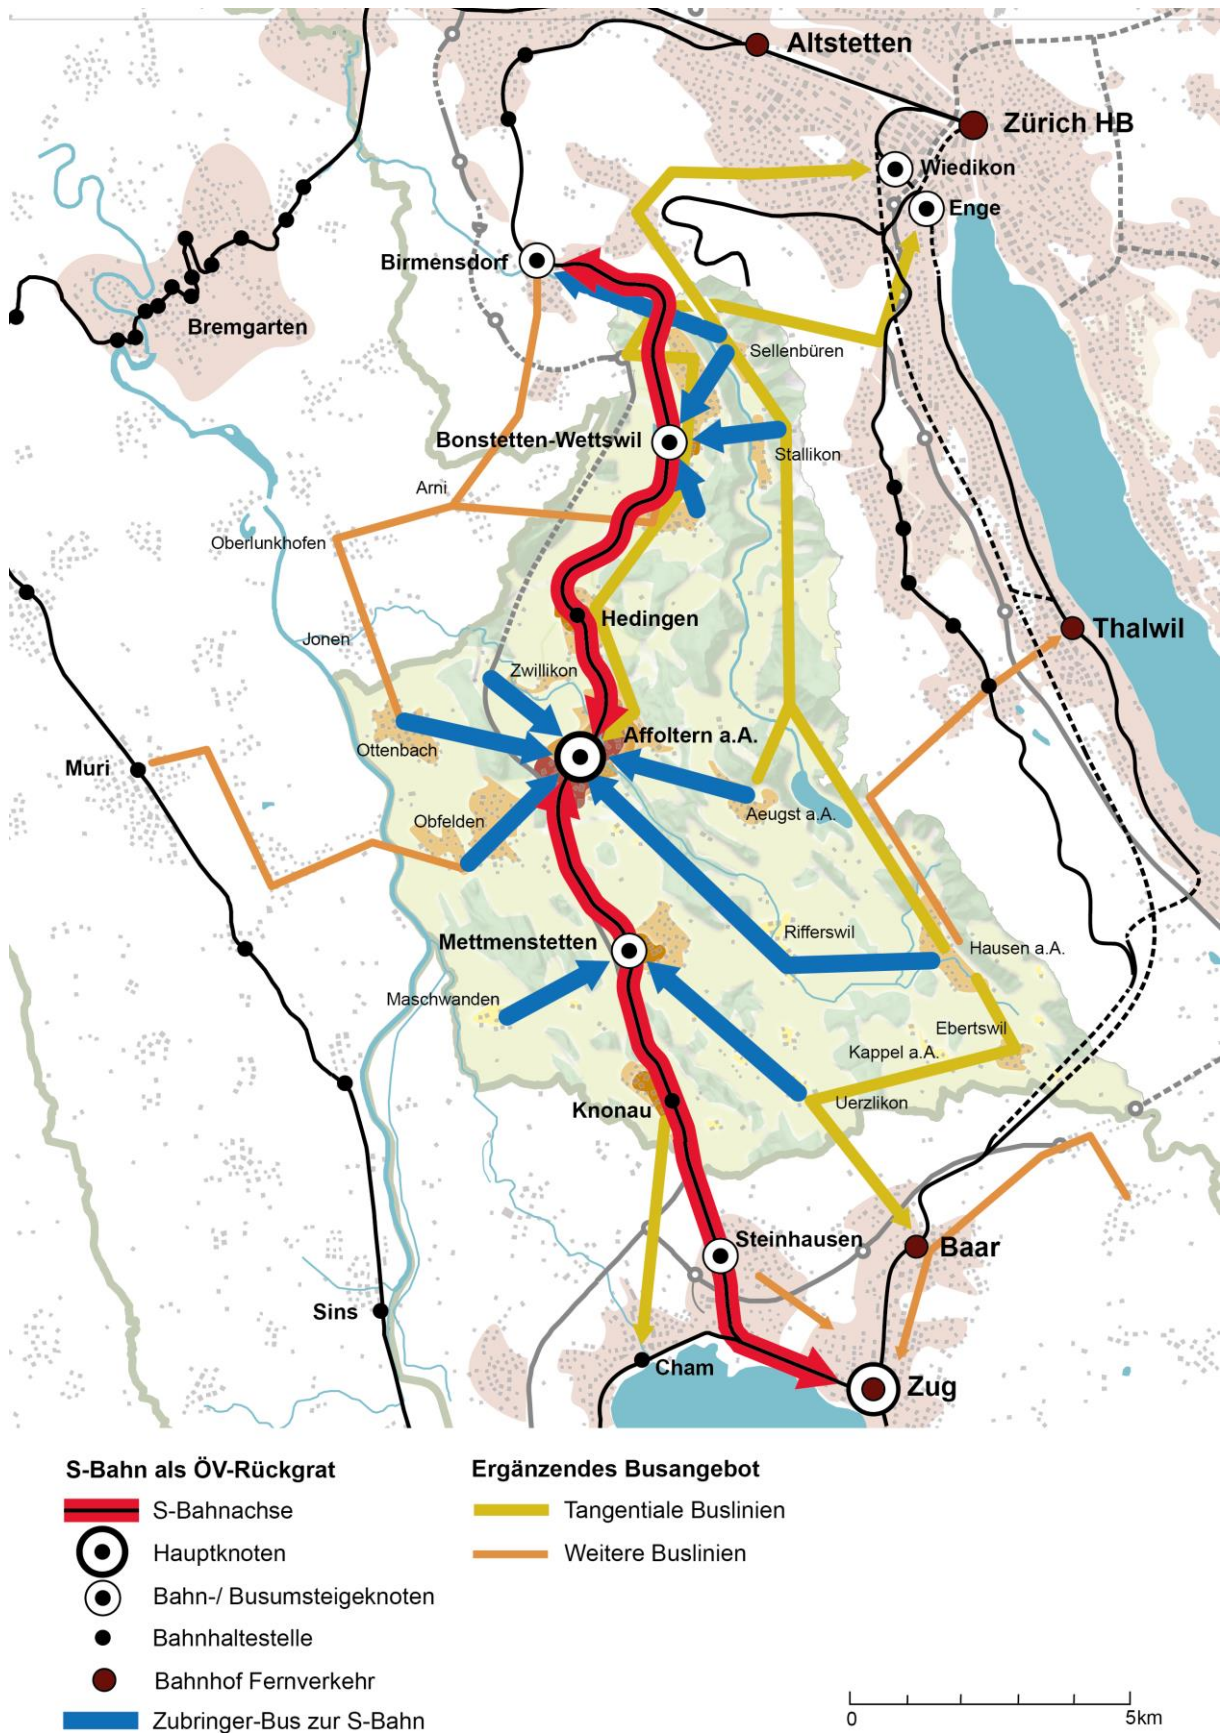 Altstetten
Zürich HB
Wiedikon
Enge
Birmensdorf
Bremgarten
Sellenbüren
Bonstetten-Wettswil
Stallikon
Arni
Oberlunkhofen
Hedingen
Thalwil
Jonen
Zwillikon
Ottenbach
Affoltern a.A.
Muri
Aeugst a.A.
Obfelden
Mettmenstetten
Rifferswil
Hausen a.A.
Maschwanden
Ebertswil
Kappel a.A.
Knonau
Uerzlikon
Steinhausen
Baar
Sins
Cham
Zug
S-Bahn als ÖV-Rückgrat
S-Bahnachse
Hauptknoten
Bahn-/ Busumsteigeknoten
Bahnhaltestelle
Bahnhof Fernverkehr
Zubringer-Bus zur S-Bahn
Ergänzendes Busangebot
Tangentiale Buslinien
Weitere Buslinien
0 5km